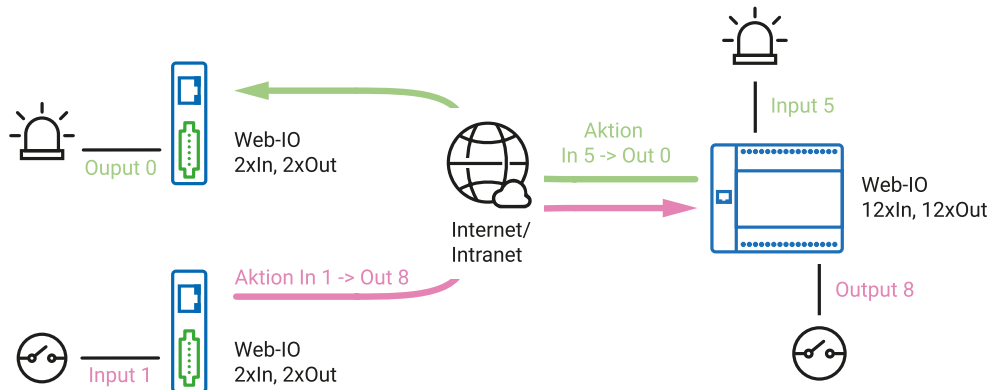 Input 5
Aktion
In 5 -> Out 0
Web-IO
2xIn, 2xOut
Ouput 0
Web-IO
12xIn, 12xOut
Internet/
Intranet
Aktion In 1 -> Out 8
Output 8
Web-IO
2xIn, 2xOut
Input 1